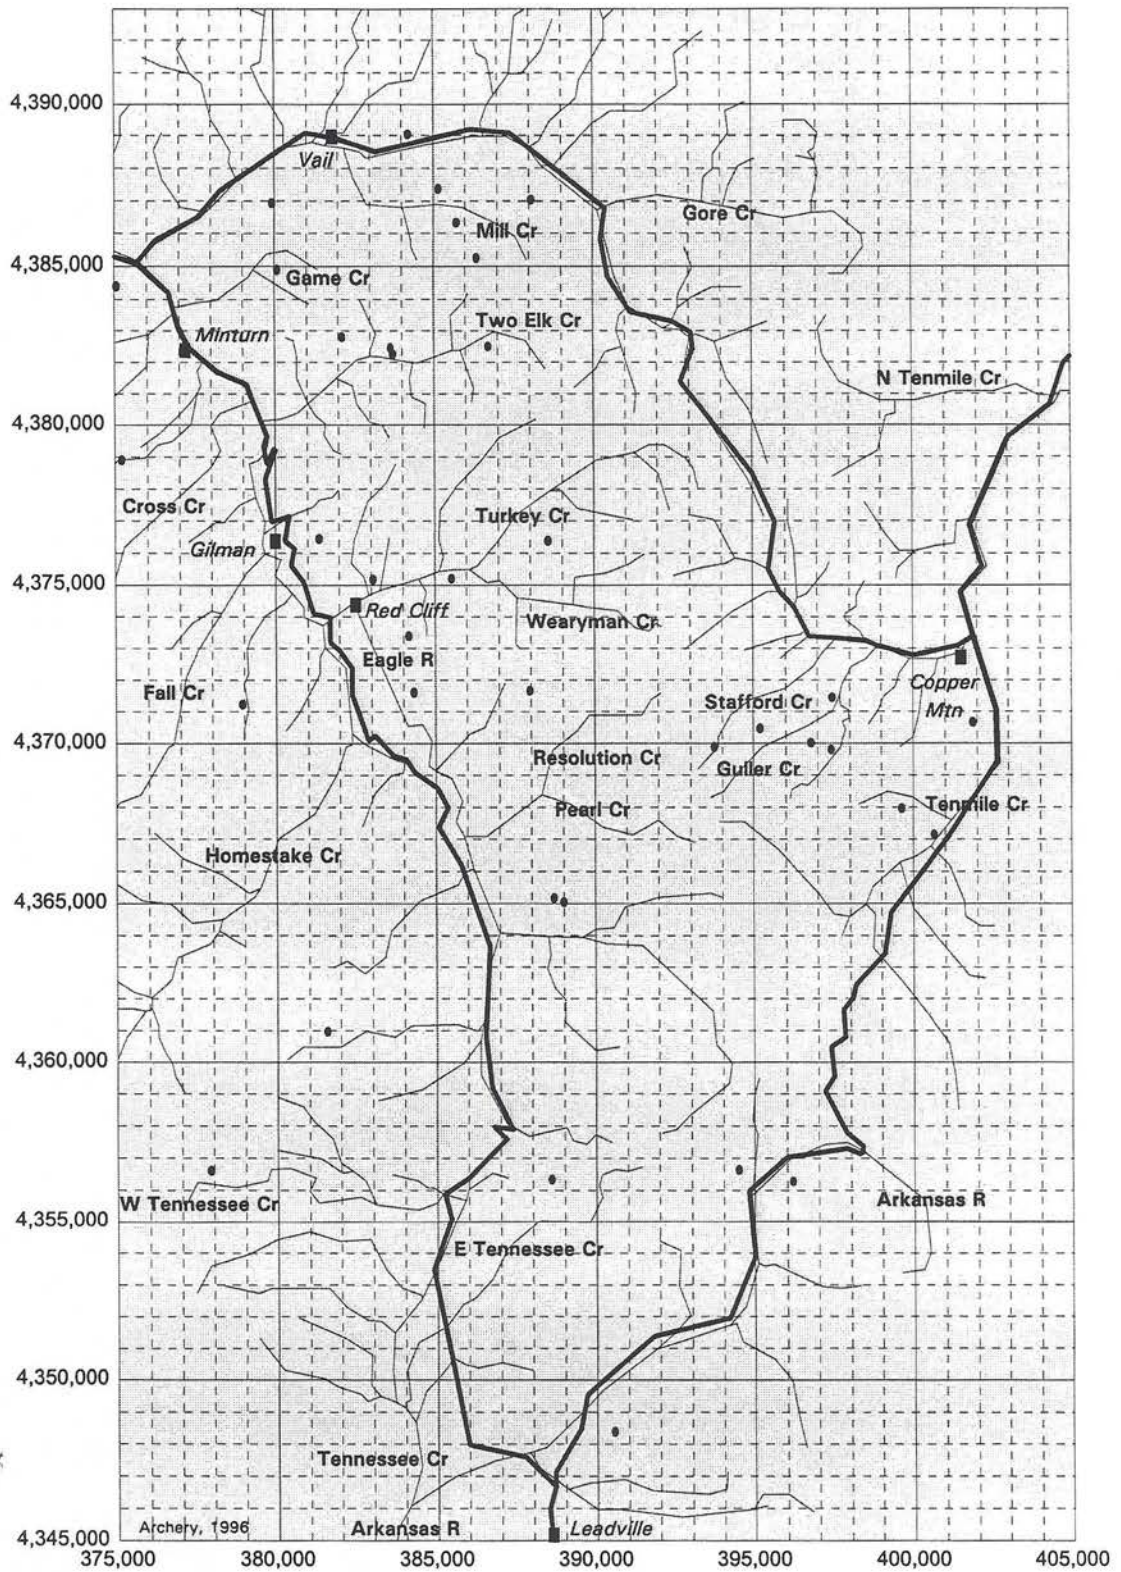 4,390,000
Vail
Gore Cr
Mill Cr
4,385,000
Game Cr
Two Elk Cr
Minturn
N Tenmile Cr
4,380,000
Cross Cr
Turkey Cr
Gilman
4,375,000
Red Cliff
Wearyman Cr
Eagle R
Copper
Mtn
Fall Cr
Stafford Cr
4,370,000
Resolution Cr
Guller Cr
Pearl Cr
Tenmile Cr
Homestake Cr
4,365,000
4,360,000
W Tennessee Cr
Arkansas R
4,355,000
E Tennessee Cr
4,350,000
Tennessee Cr
Archery, 1996
Arkansas R
Leadville
4,345,000
375,000
380,000
385,000
390,000
395,000
400,000
405,000